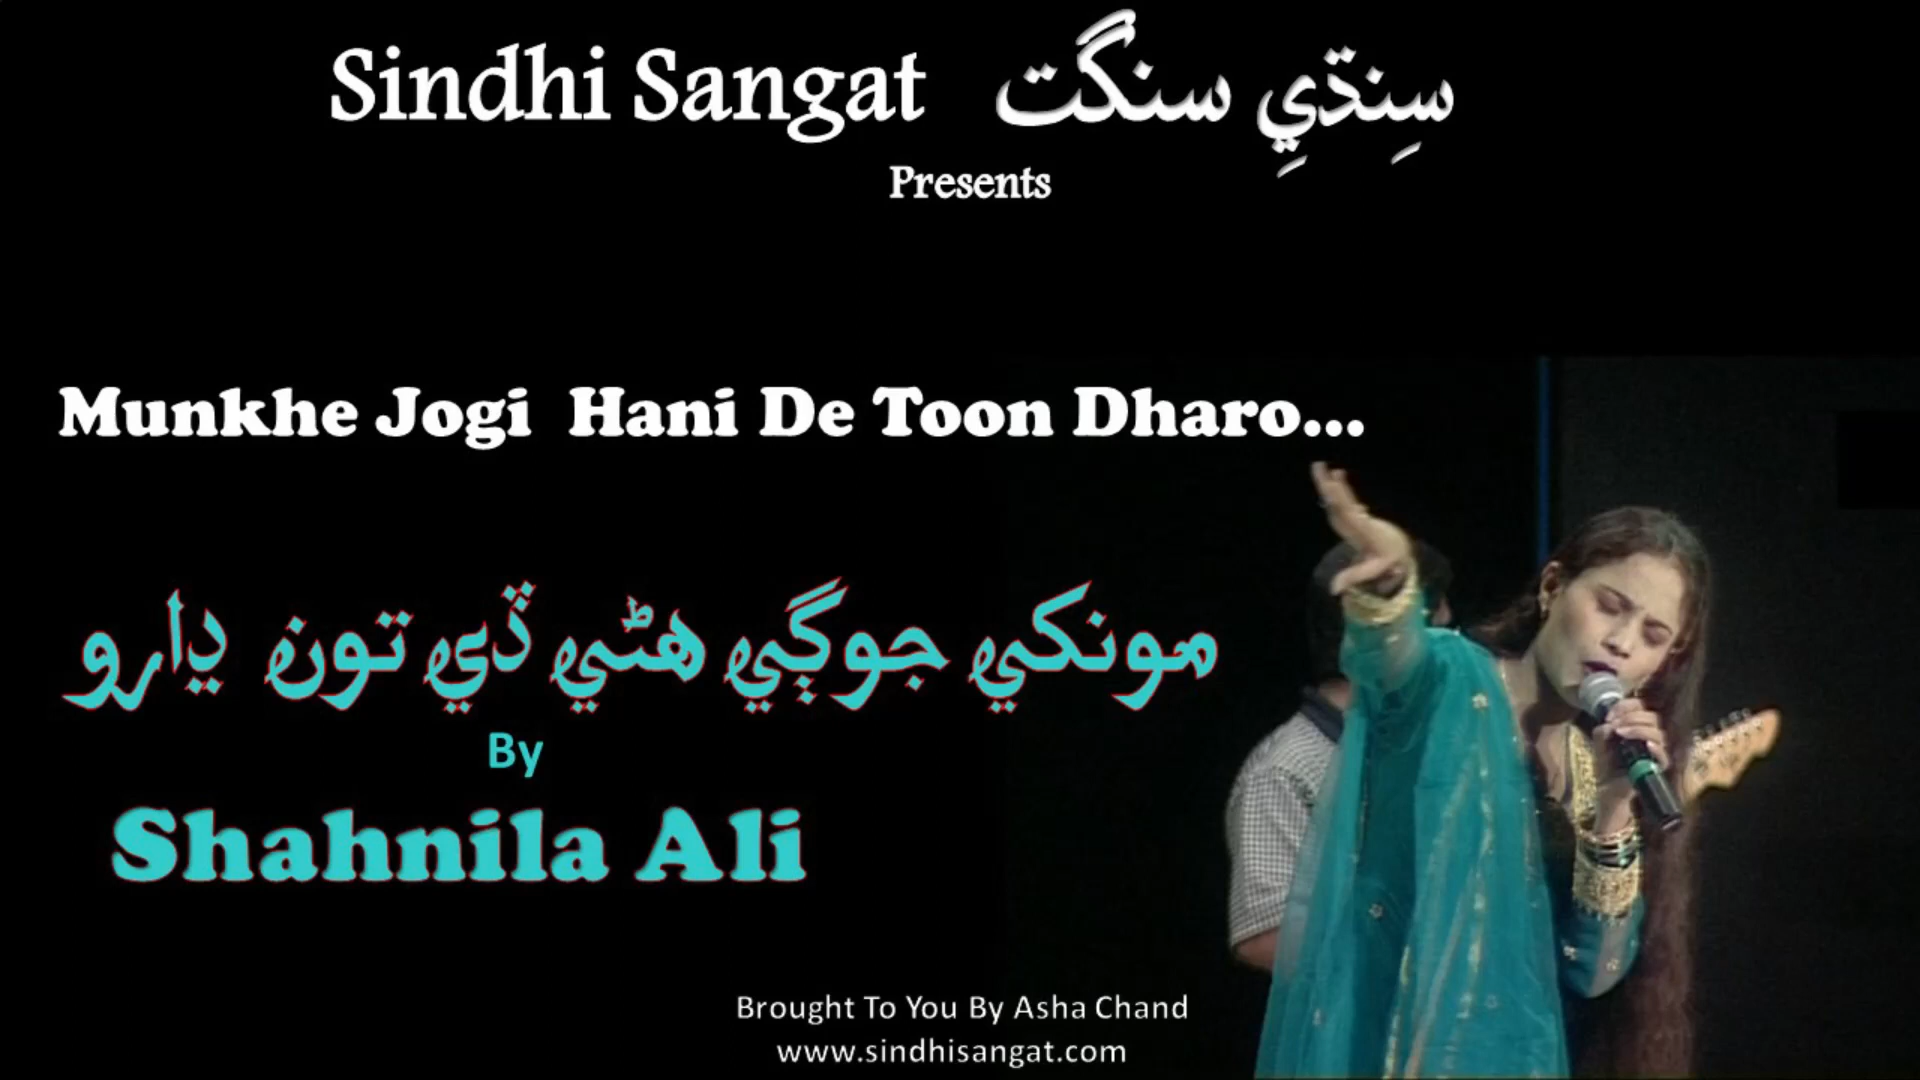 Sindhi Sangat سِنڌيِ سنگت
Presents
Munkhe Jogi Hani De Toon Dharo...
مونکي جوڳي هڻي ڏي تون ڍارو
By
Shahnila Ali
Brought To You By Asha Chand
www.sindhisangat.com